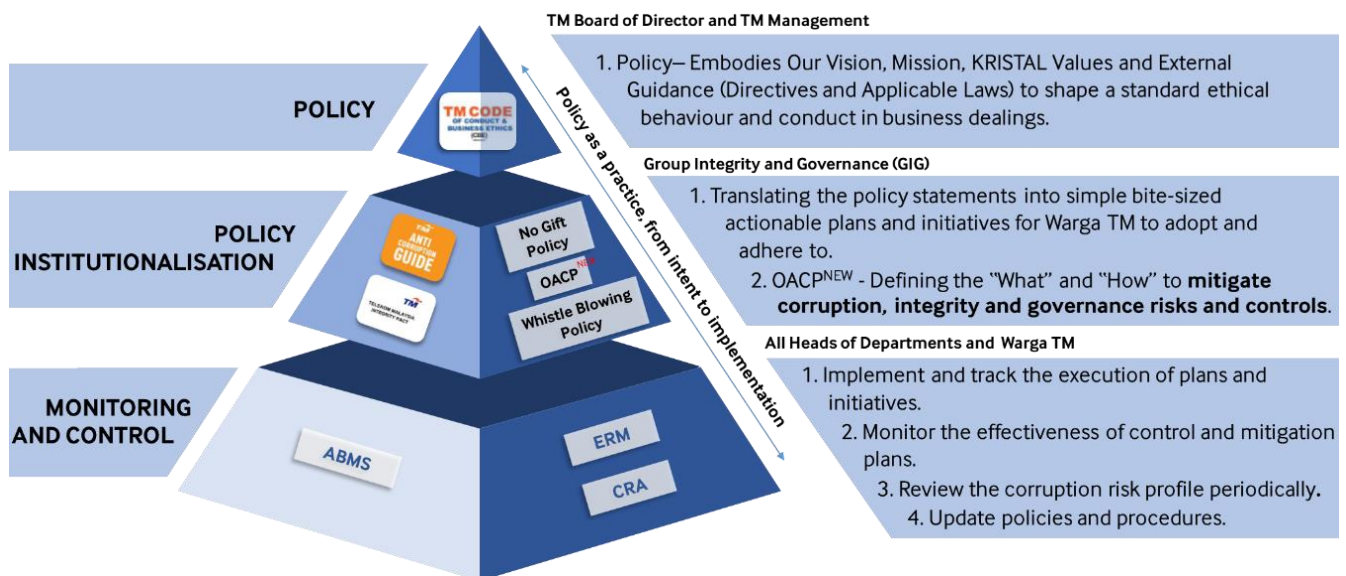 TM Board of Director and TM Management
1. Policy– Embodies Our Vision, Mission, KRISTAL Values and External
Guidance (Directives and Applicable Laws) to shape a standard ethical
behaviour and conduct in business dealings.
POLICY
TM CODE
OF CONDUCT &
BUSINESS ETHICS
Policy as a practice, from intent to implementation
Group Integrity and Governance (GIG)
1. Translating the policy statements into simple bite-sized
actionable plans and initiatives for Warga TM to adopt and
adhere to.
2. OACPNEW - Defining the "What" and "How" to mitigate
corruption, integrity and governance risks and controls.
POLICY
INSTITUTIONALISATION
TM
ANTI
CORRUPTION
GUIDE
TM
TELEKOM MALAYSIA
INTEGRITY PACT
No Gift
Policy
OACP NEW
Whistle Blowing
Policy
All Heads of Departments and Warga TM
1. Implement and track the execution of plans and
initiatives.
2. Monitor the effectiveness of control and mitigation
plans.
3. Review the corruption risk profile periodically.
4. Update policies and procedures.
MONITORING
AND CONTROL
ABMS
ERM
CRA